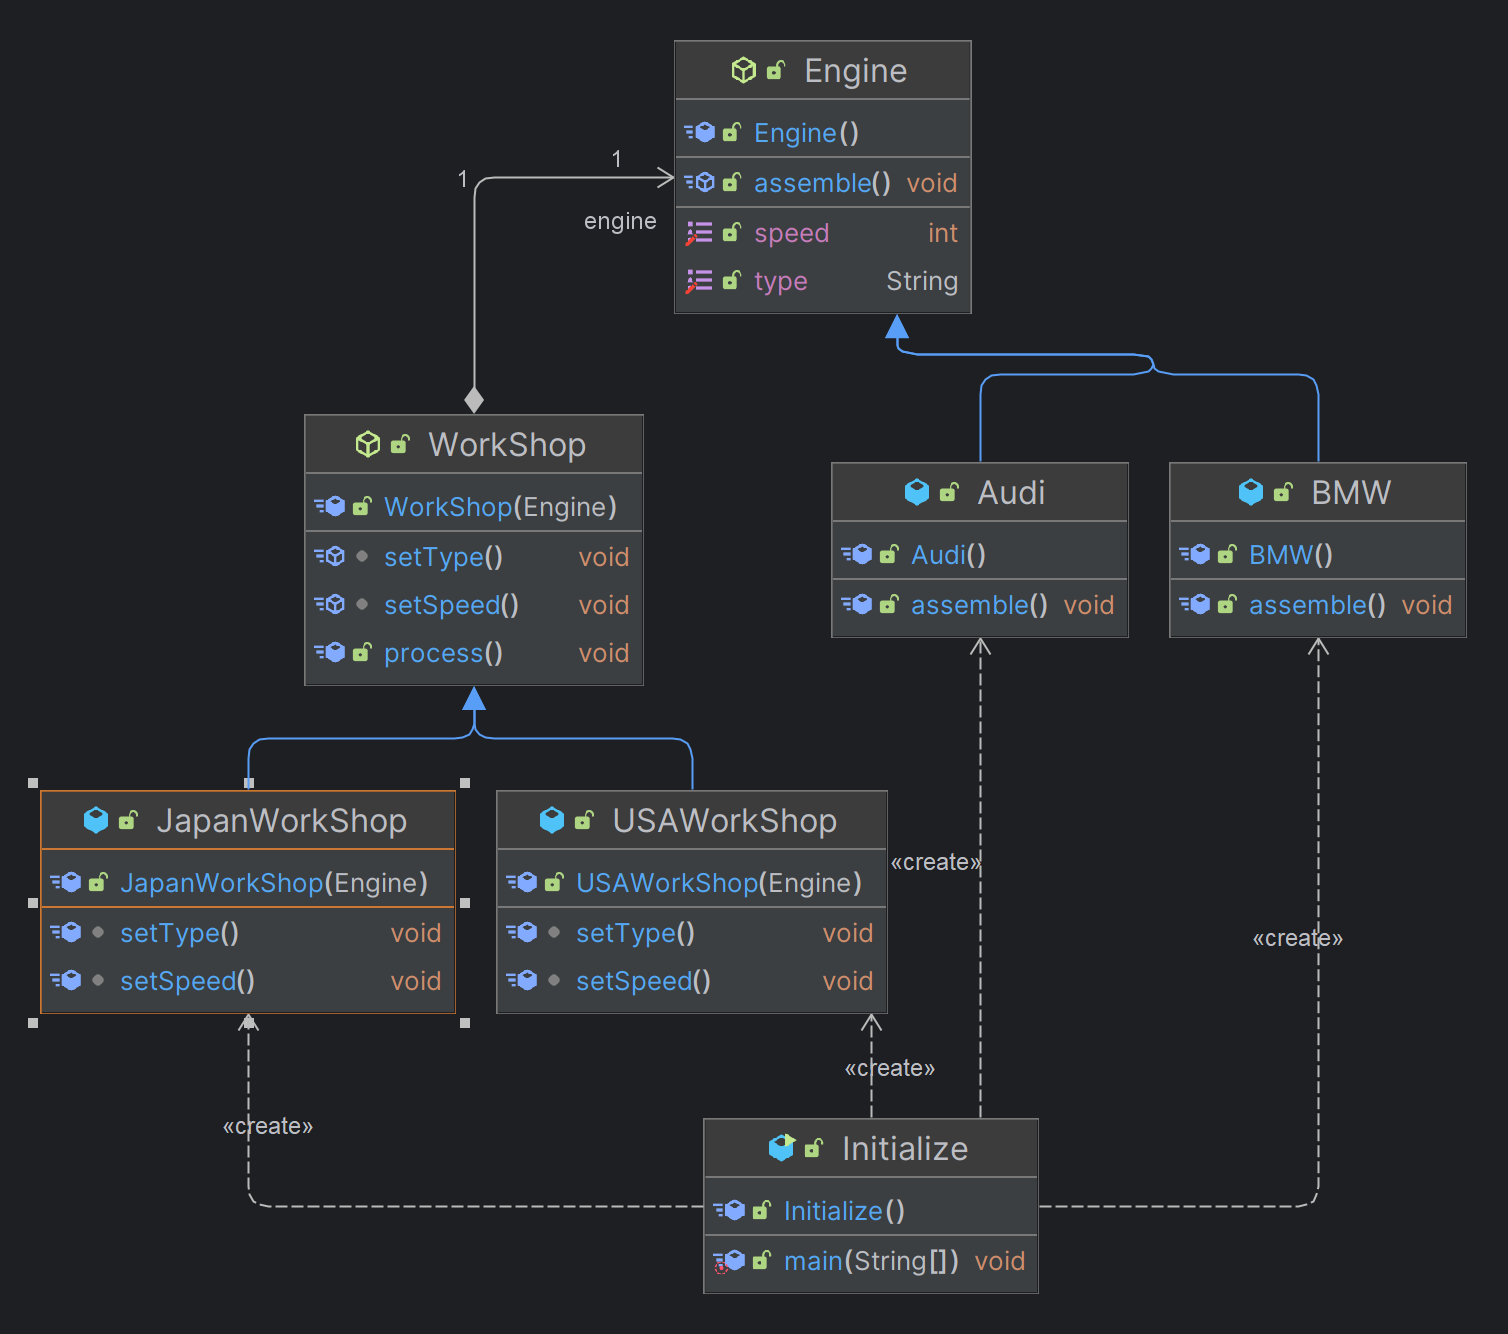 Engine
Engine()
assemble() void
speed int
type String
1
1
engine
WorkShop
WorkShop(Engine)
setType() void
setSpeed() void
process() void
Audi
Audi()
assemble() void
BMW
BMW()
assemble() void
JapanWorkShop
JapanWorkShop(Engine)
setType() void
setSpeed() void
USAWorkShop
USAWorkShop(Engine)
setType() void
setSpeed() void
«create»
«create»
«create»
«create»
Initialize
Initialize()
main(String[]) void